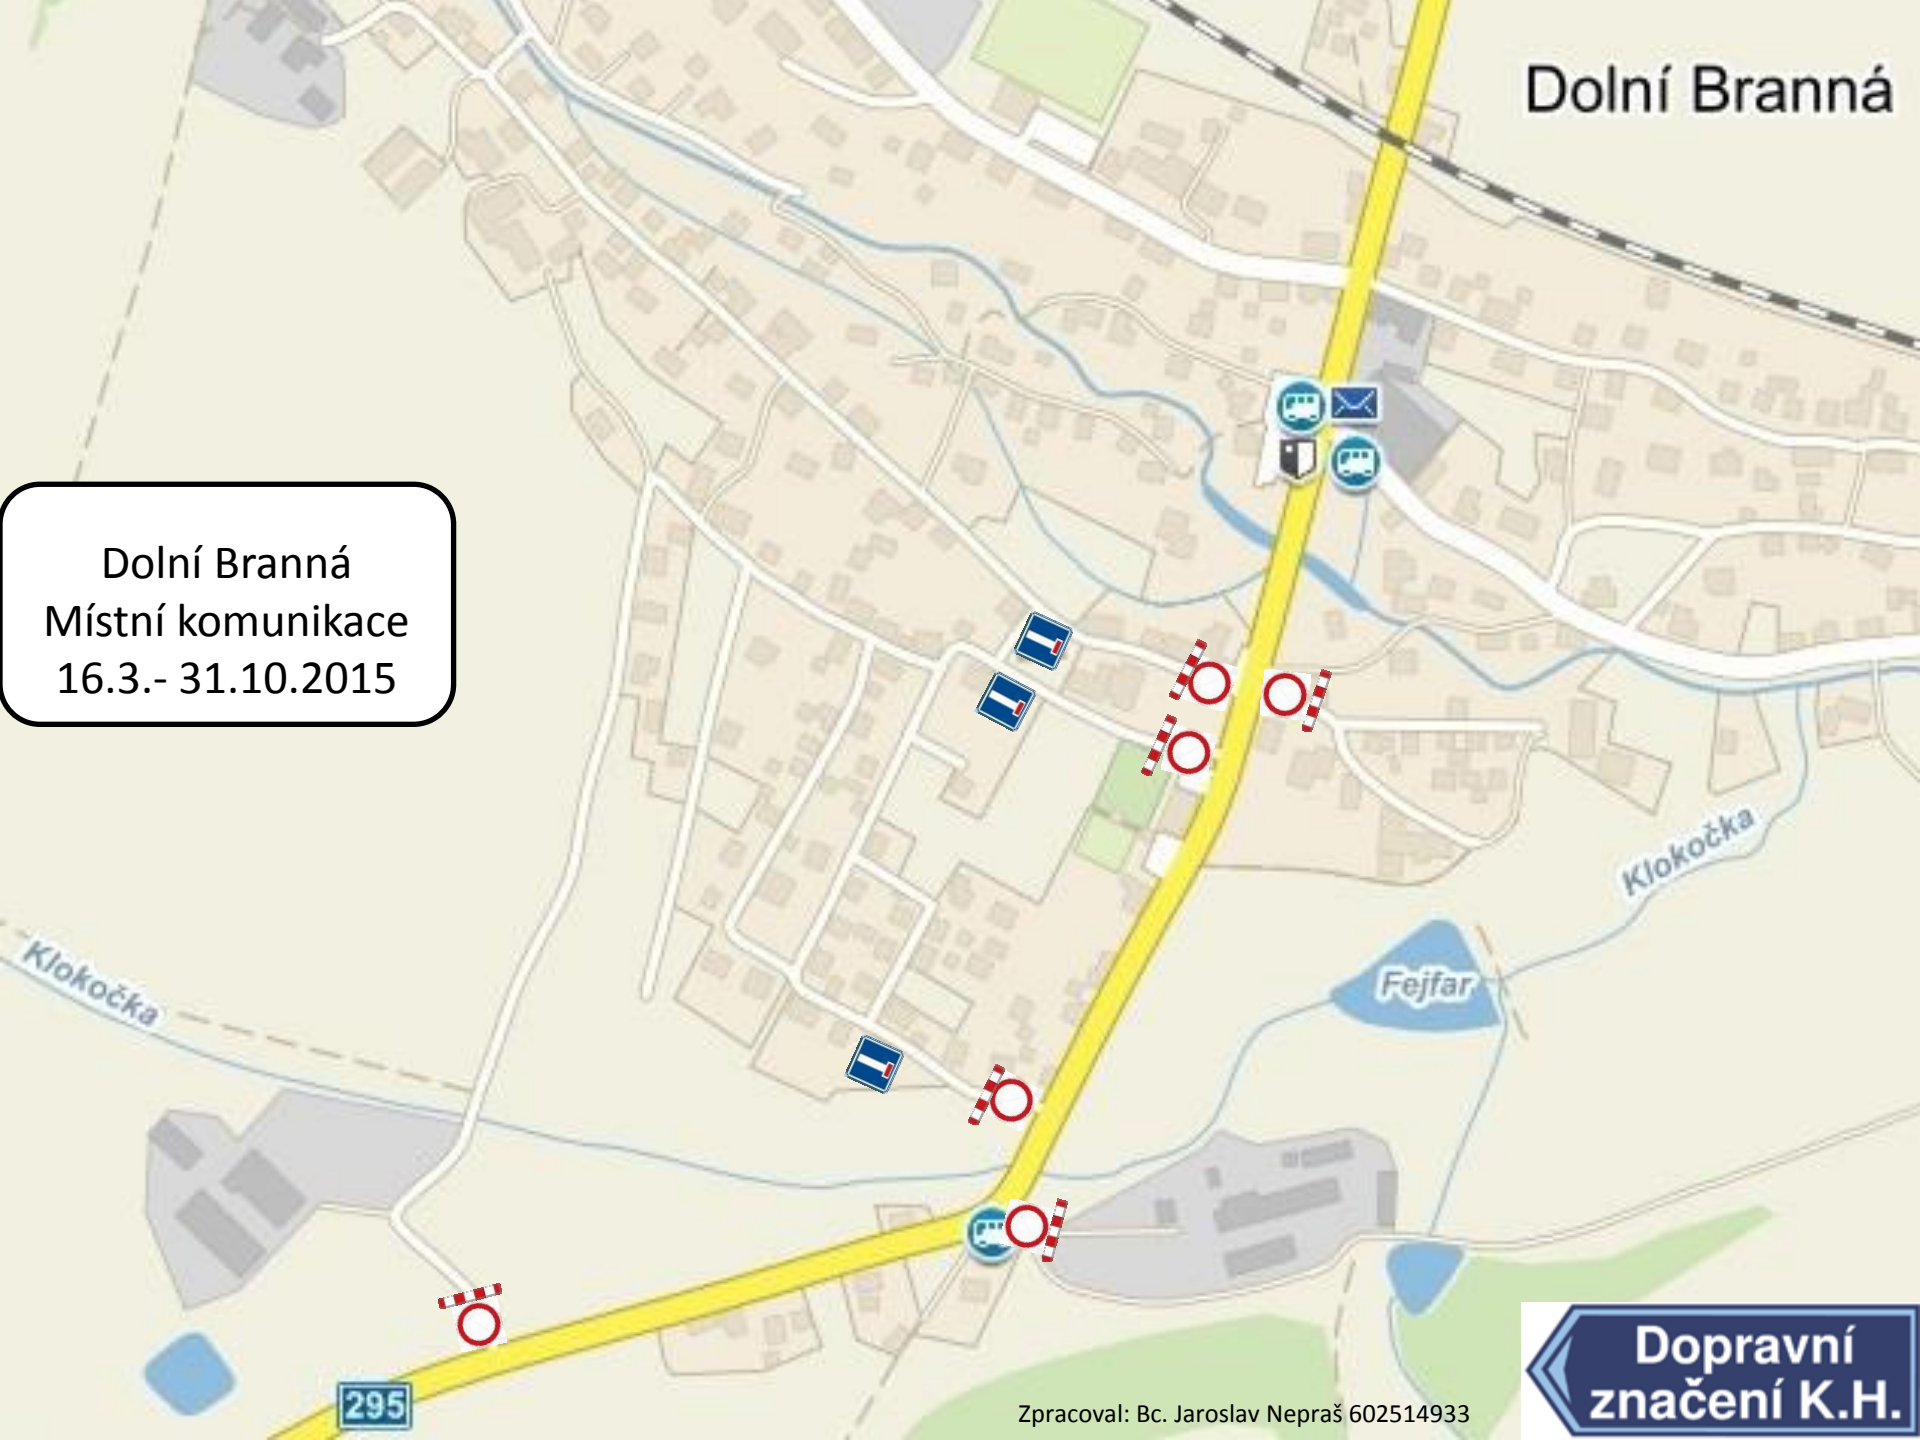 Dolní Branná
Dolní Branná
Místní komunikace
16.3.- 31.10.2015
Klokočka
Klokočka
Fejfar
295
Zpracoval: Bc. Jaroslav Nepraš 602514933
Dopravní
značení K.H.